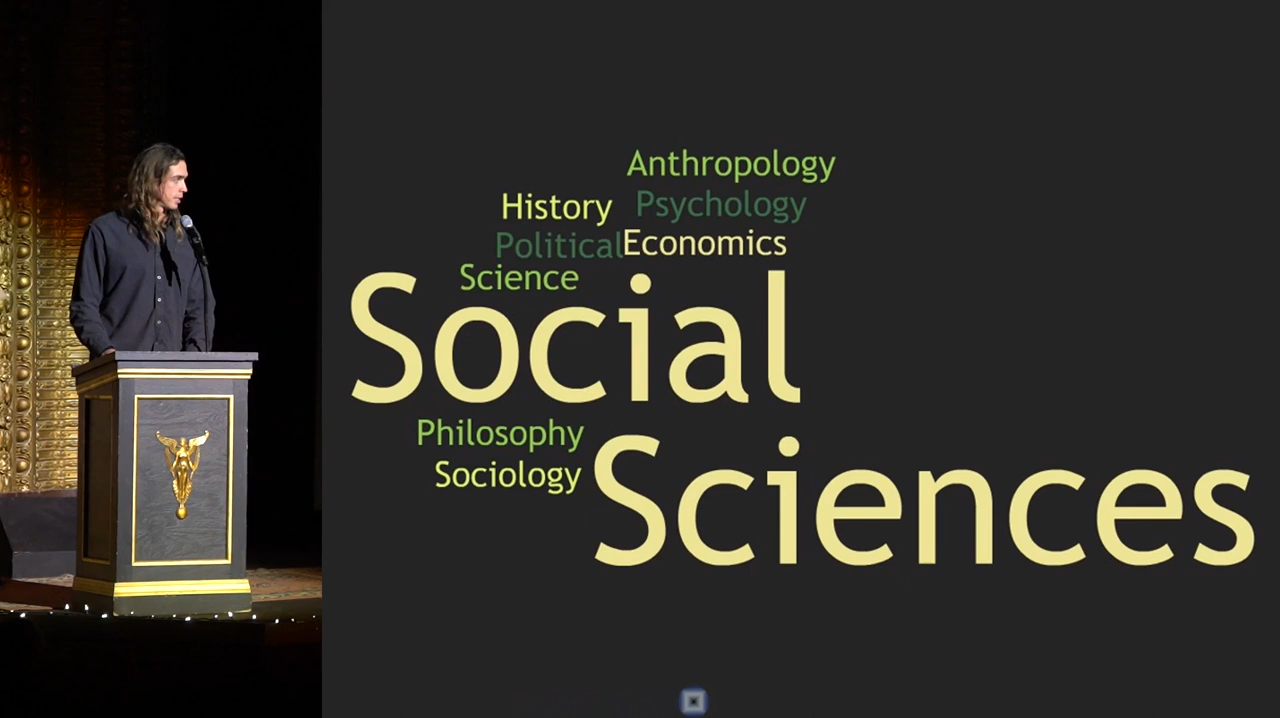 Anthropology
History Psychology
Political Economics
Science
Social
Philosophy
Sociology
Sciences